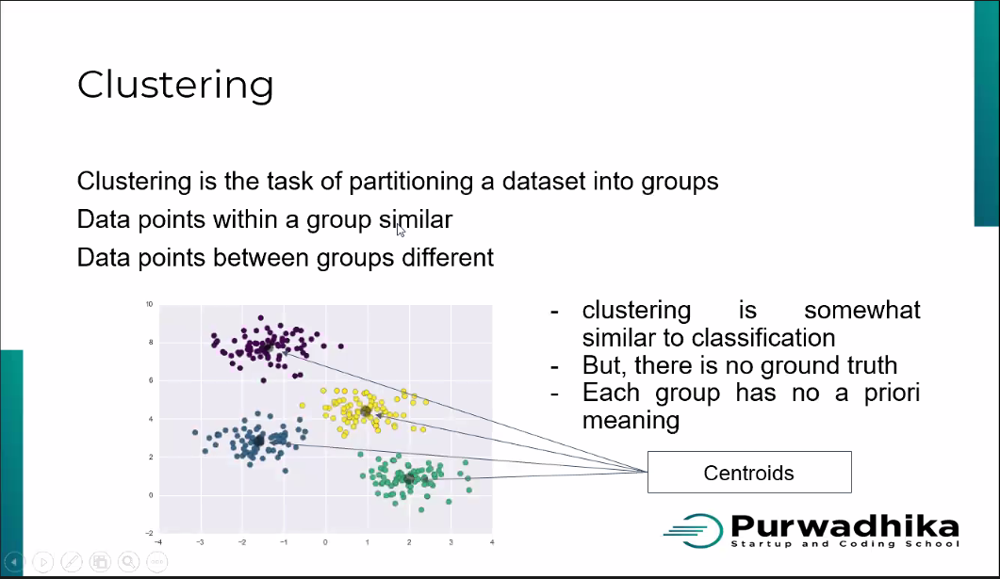 Clustering
Clustering is the task of partitioning a dataset into groups
Data points within a group similar
Data points between groups different
10
8
6
4
2
0
−2
−4
−3
−2
−1
0
1
2
3
4
- clustering is somewhat
similar to classification
- But, there is no ground truth
- Each group has no a priori
meaning
Centroids
Purwadhika
Startup and Coding School